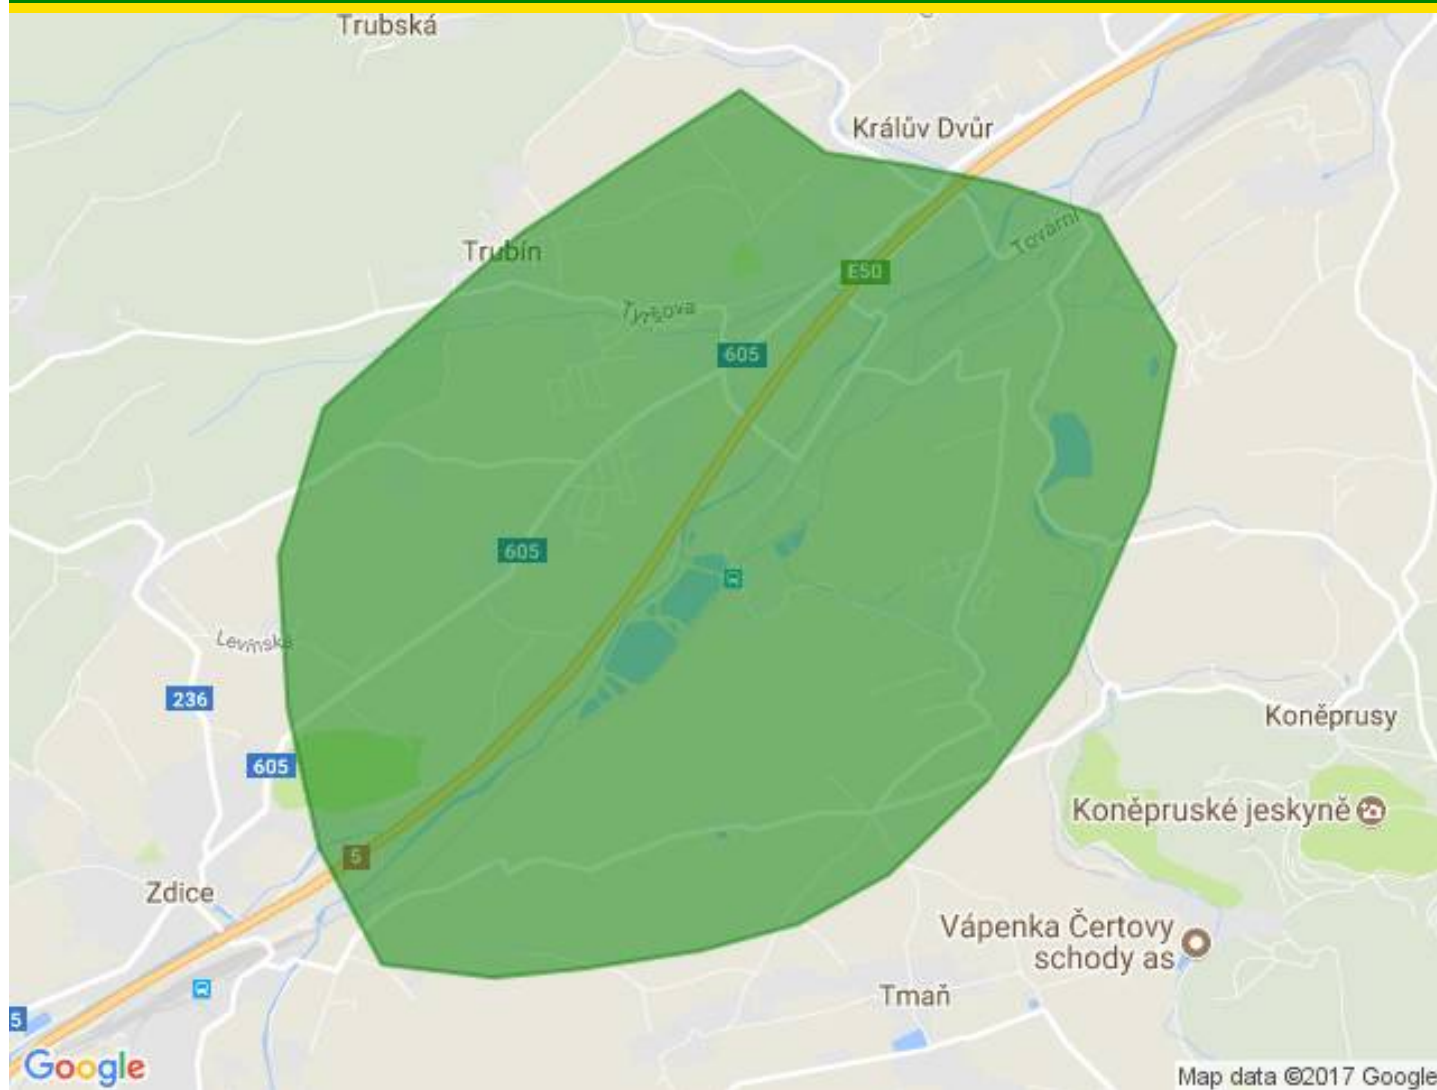 Trubská
Králův Dvůr
Tovární
Trubín
E50
Tyršova
605
605
Levínská
236
Koněprusy
605
Koněpruské jeskyně
5
Zdice
Vápenka Čertovy
schody as
Tmaň
5
Google
Map data ©2017 Google